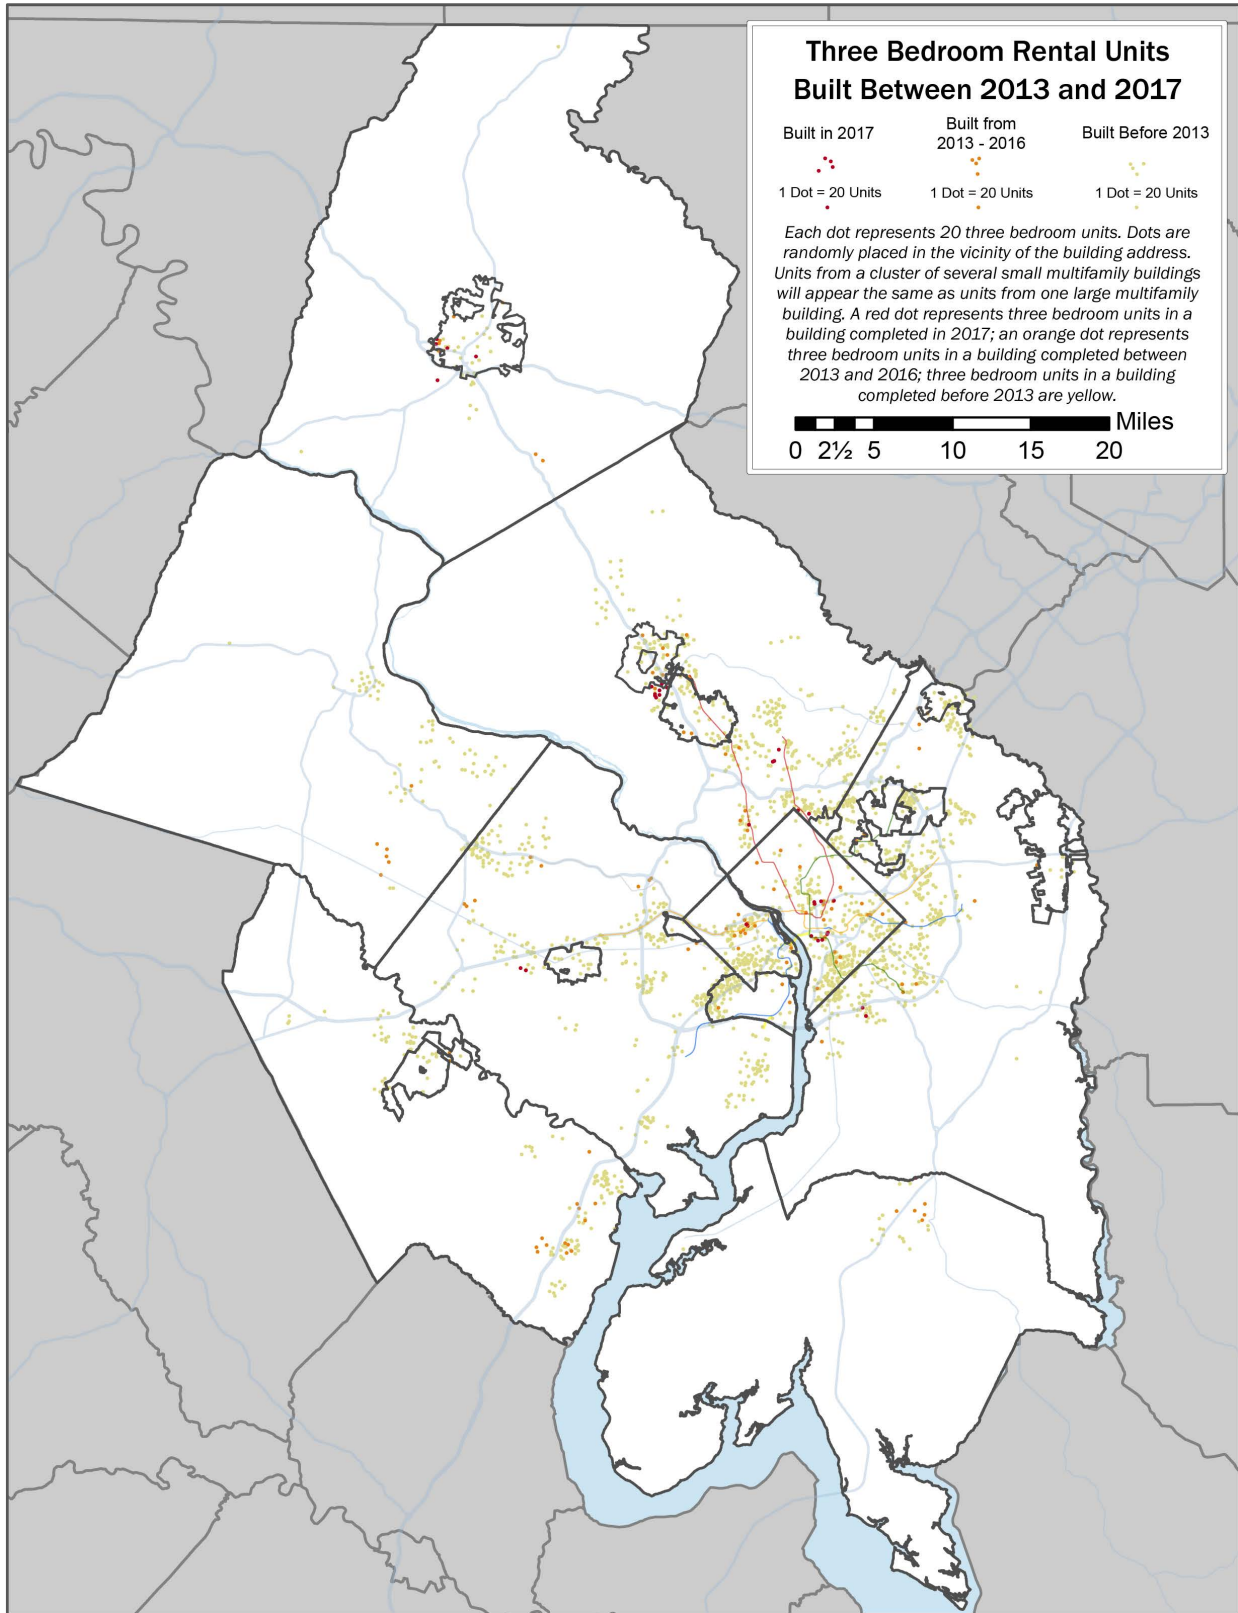 Three Bedroom Rental Units
Built Between 2013 and 2017
Built in 2017
Built from
2013 - 2016
Built Before 2013
1 Dot = 20 Units
1 Dot = 20 Units
1 Dot = 20 Units
Each dot represents 20 three bedroom units. Dots are
randomly placed in the vicinity of the building address.
Units from a cluster of several small multifamily buildings
will appear the same as units from one large multifamily
building. A red dot represents three bedroom units in a
building completed in 2017; an orange dot represents
three bedroom units in a building completed between
2013 and 2016; three bedroom units in a building
completed before 2013 are yellow.
Miles
0 2½ 5 10 15 20